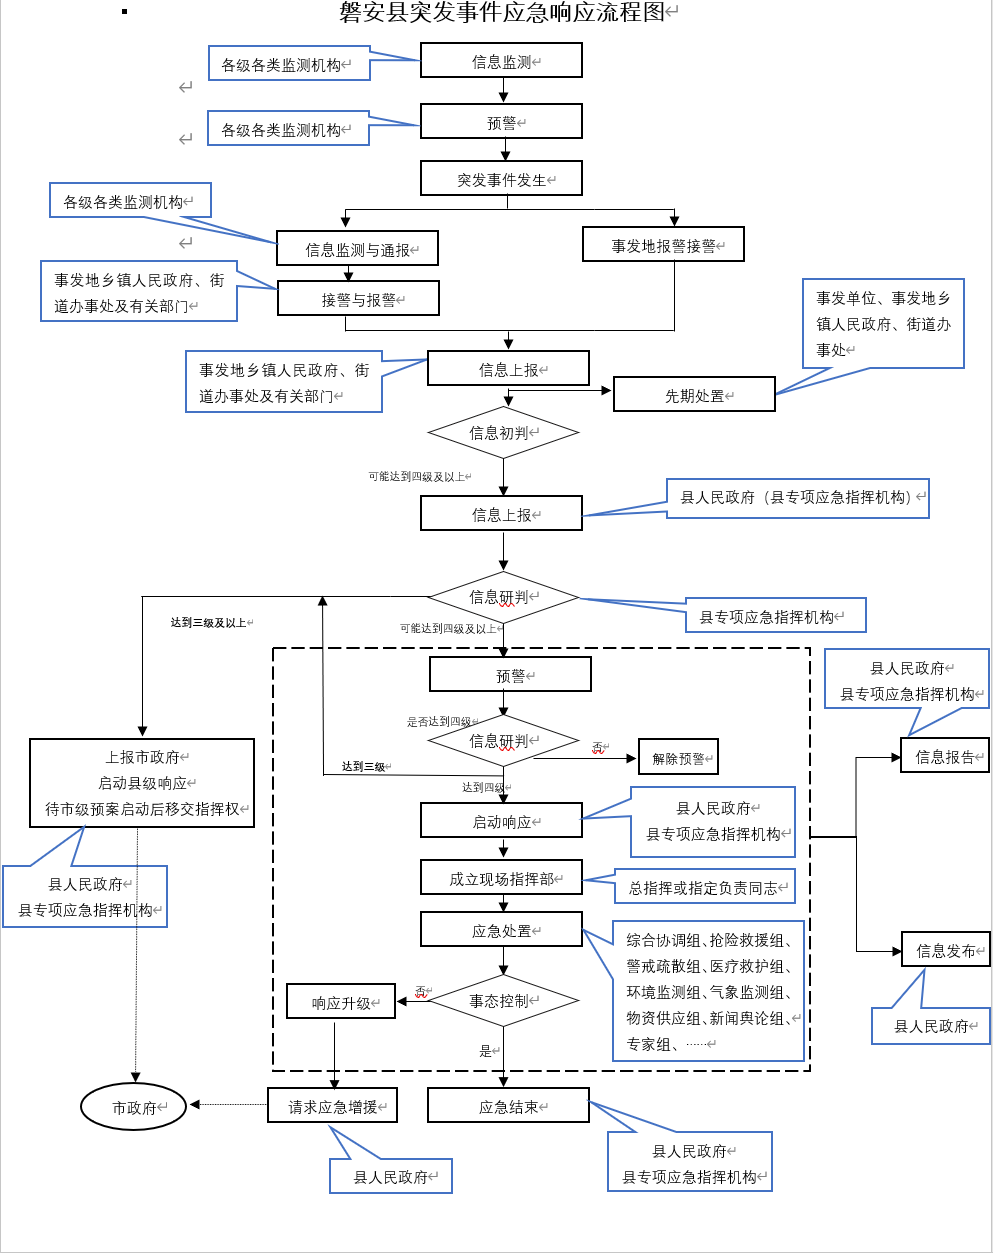 磐安县突发事件应急响应流程图
各级各类监测机构
信息监测
各级各类监测机构
预警
突发事件发生
各级各类监测机构
信息监测与通报
事发地报警接警
事发地乡镇人民政府、街
道办事处及有关部门
接警与报警
事发单位、事发地乡
镇人民政府、街道办
事处
事发地乡镇人民政府、街
道办事处及有关部门
信息上报
先期处置
信息初判
可能达到四级及以上
信息上报
县人民政府（县专项应急指挥机构）
信息研判
县专项应急指挥机构
达到三级及以上
可能达到四级及以上
预警
县人民政府
县专项应急指挥机构
是否达到四级
信息研判
否
解除预警
信息报告
上报市政府
启动县级响应
待市级预案启动后移交指挥权
达到三级
达到四级
启动响应
县人民政府
县专项应急指挥机构
县人民政府
县专项应急指挥机构
成立现场指挥部
总指挥或指定负责同志
应急处置
综合协调组、抢险救援组、
警戒疏散组、医疗救护组、
环境监测组、气象监测组、
物资供应组、新闻舆论组、
专家组、……
信息发布
县人民政府
响应升级
否
事态控制
是
市政府
请求应急增援
应急结束
县人民政府
县人民政府
县专项应急指挥机构